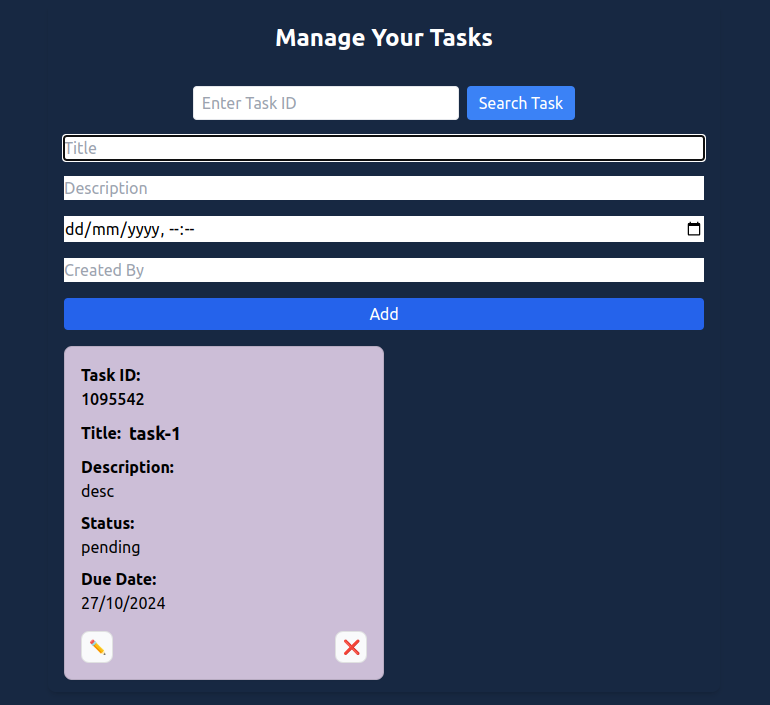 Manage Your Tasks
Enter Task ID Search Task
Title
Description
dd/mm/yyyy, --:--
Created By
Add
Task ID:
1095542
Title: task-1
Description:
desc
Status:
pending
Due Date:
27/10/2024